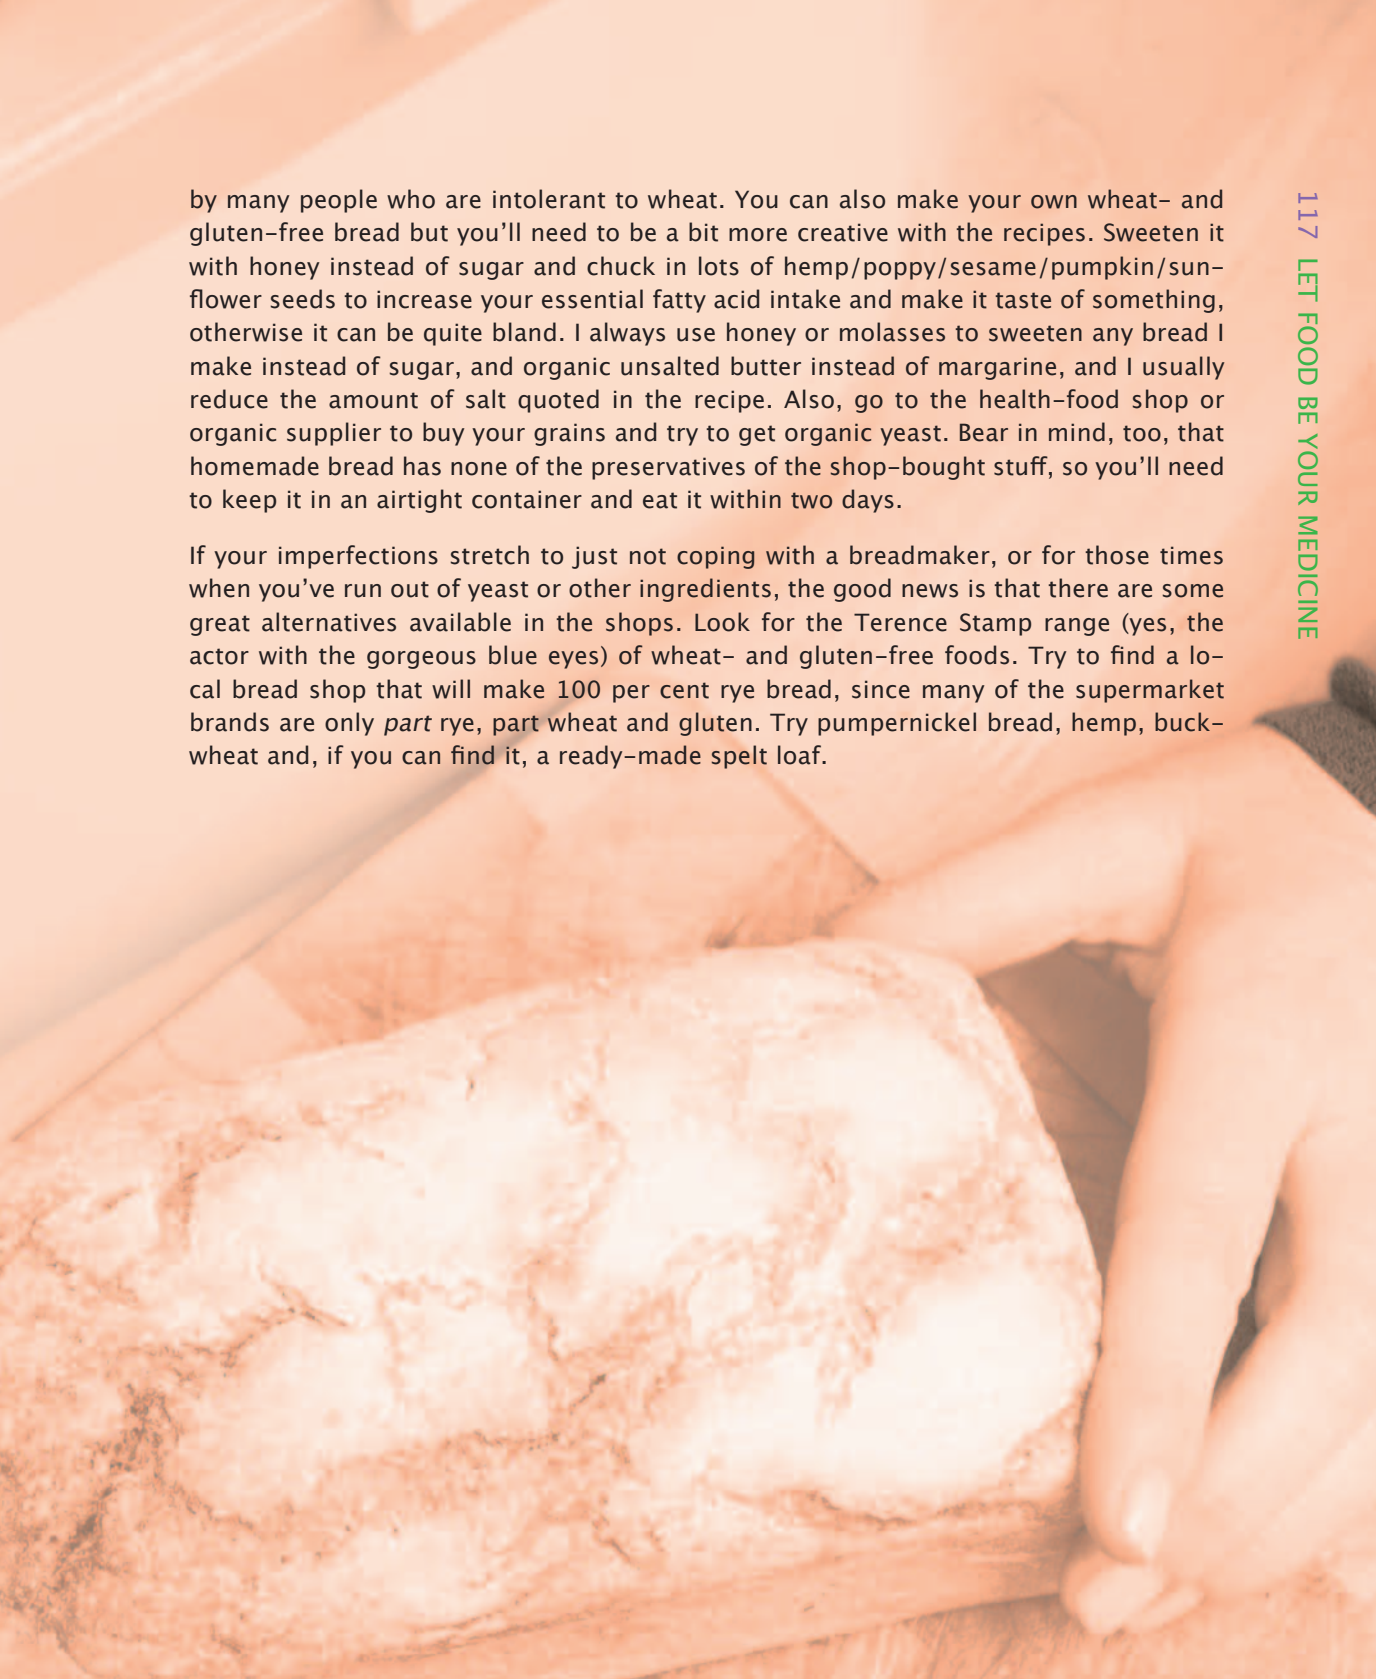 by many people who are intolerant to wheat. You can also make your own wheat- and
gluten-free bread but you'll need to be a bit more creative with the recipes. Sweeten it
with honey instead of sugar and chuck in lots of hemp/poppy/sesame/pumpkin/sun-
flower seeds to increase your essential fatty acid intake and make it taste of something,
otherwise it can be quite bland. I always use honey or molasses to sweeten any bread I
make instead of sugar, and organic unsalted butter instead of margarine, and I usually
reduce the amount of salt quoted in the recipe. Also, go to the health-food shop or
organic supplier to buy your grains and try to get organic yeast. Bear in mind, too, that
homemade bread has none of the preservatives of the shop-bought stuff, so you'll need
to keep it in an airtight container and eat it within two days.
If your imperfections stretch to just not coping with a breadmaker, or for those times
when you've run out of yeast or other ingredients, the good news is that there are some
great alternatives available in the shops. Look for the Terence Stamp range (yes, the
actor with the gorgeous blue eyes) of wheat- and gluten-free foods. Try to find a lo-
cal bread shop that will make 100 per cent rye bread, since many of the supermarket
brands are only part rye, part wheat and gluten. Try pumpernickel bread, hemp, buck-
wheat and, if you can find it, a ready-made spelt loaf.
117 LET FOOD BE YOUR MEDICINE